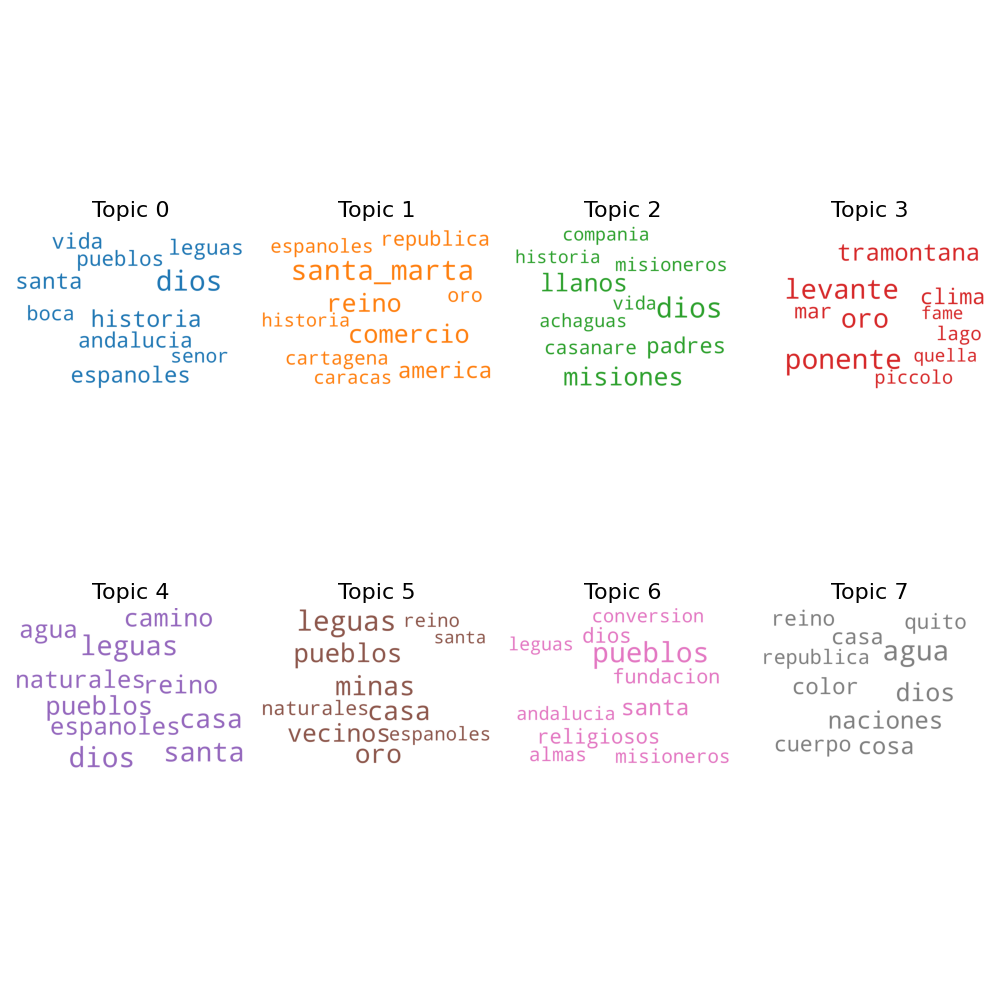 Topic 0
vida
leguas
pueblos
santa
dios
boca
historia
andalucia
senor
espanoles
Topic 1
republica
espanoles
santa_marta
oro
reino
historia
comercio
cartagena
america
caracas
Topic 2
compania
historia
misioneros
llanos
vida
dios
achaguas
padres
casanare
misiones
Topic 3
tramontana
levante
clima
mar
fame
oro
lago
quella
ponente
piccolo
Topic 4
camino
agua
leguas
naturales
reino
pueblos
casa
espanoles
santa
dios
Topic 5
leguas
reino
santa
pueblos
minas
naturales
casa
vecinos
espanoles
oro
Topic 6
conversion
dios
leguas
pueblos
fundacion
santa
andalucia
religiosos
almas
misioneros
Topic 7
reino
quito
casa
agua
republica
color
dios
naciones
cuerpo
cosa